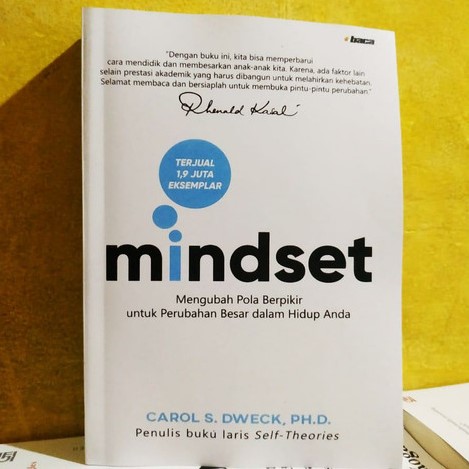 baca
"Dengan buku ini, kita bisa memperbarui
cara mendidik dan membesarkan anak-anak kita. Karena, ada faktor lain
selain prestasi akademik yang harus dibangun untuk melahirkan kehebatan.
Selamat membaca dan bersiaplah untuk membuka pintu-pintu perubahan."
Rhenald Kasali
TERJUAL
1,9 JUTA
EKSEMPLAR
mindset
Mengubah Pola Berpikir
untuk Perubahan Besar dalam Hidup Anda
CAROL S. DWECK, PH.D.
Penulis buku laris Self-Theories